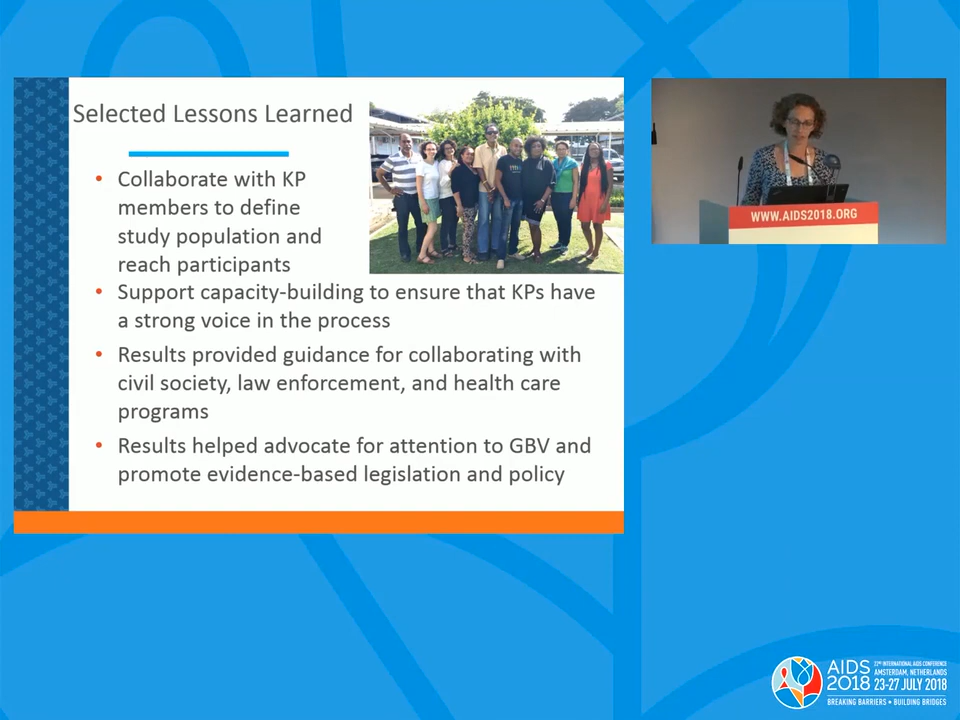 Selected Lessons Learned
• Collaborate with KP
members to define
study population and
reach participants
• Support capacity-building to ensure that KPs have
a strong voice in the process
• Results provided guidance for collaborating with
civil society, law enforcement, and health care
programs
• Results helped advocate for attention to GBV and
promote evidence-based legislation and policy
WWW.AIDS2018.ORG
AIDS
2018
22ND INTERNATIONAL AIDS CONFERENCE
AMSTERDAM, NETHERLANDS
23-27 JULY 2018
BREAKING BARRIERS • BUILDING BRIDGES